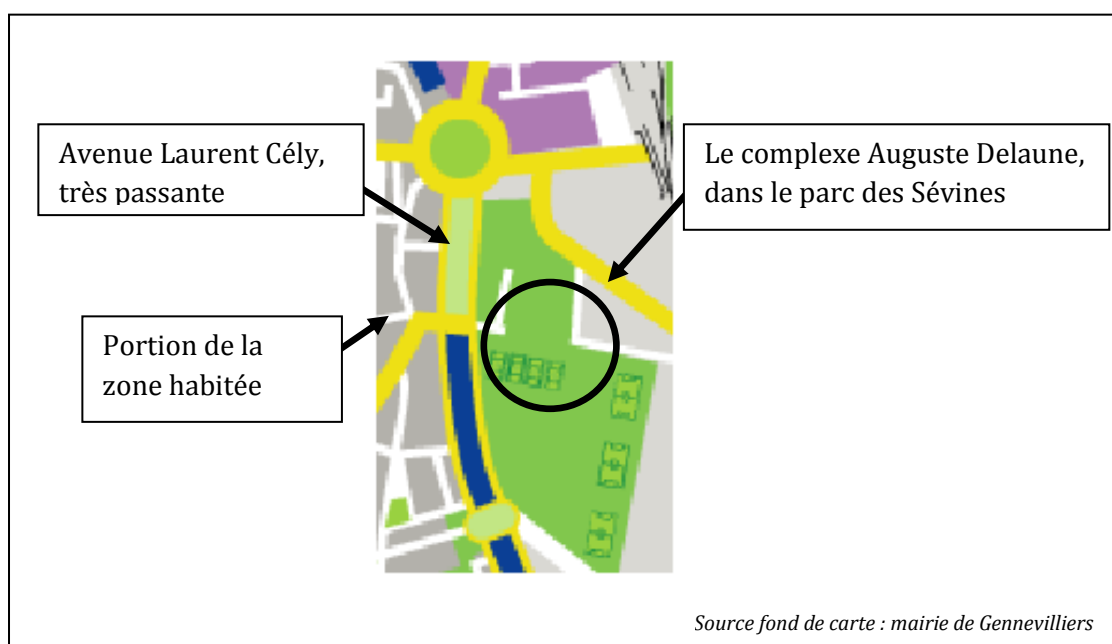 Avenue Laurent Cély,
très passante
Le complexe Auguste Delaune,
dans le parc des Sévines
Portion de la
zone habitée
Source fond de carte : mairie de Gennevilliers